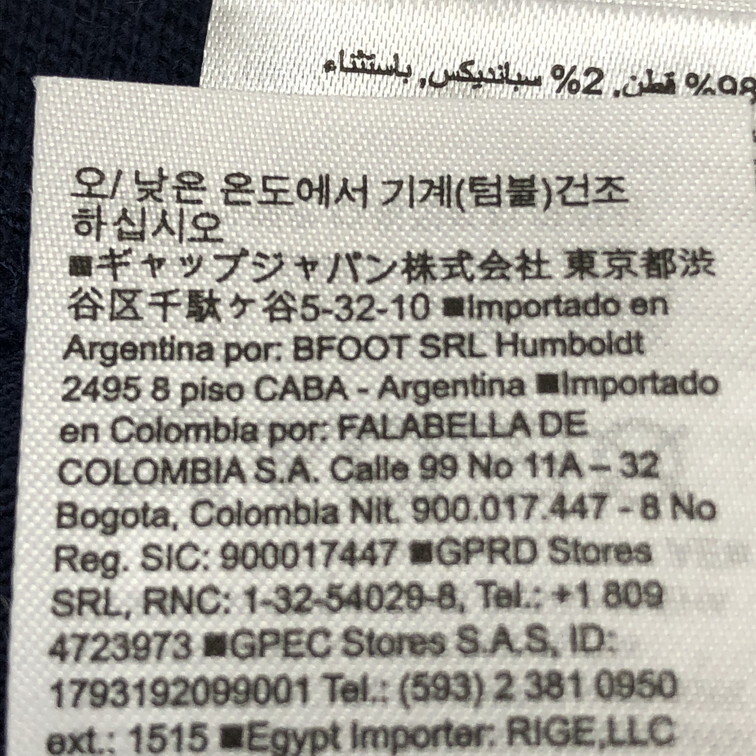 98% قطن, 2% سباندیکس, باستثناء
오/ 낮은 온도에서 기계(텀블)건조
하십시오
■ギャップジャパン株式会社 東京都渋
谷区千駄ヶ谷5-32-10 ■Importado en
Argentina por: BFOOT SRL Humboldt
2495 8 piso CABA - Argentina ■Importado
en Colombia por: FALABELLA DE
COLOMBIA S.A. Calle 99 No 11A – 32
Bogota, Colombia Nit. 900.017.447 - 8 No
Reg. SIC: 900017447 ■GPRD Stores
SRL, RNC: 1-32-54029-8, Tel.: +1 809
4723973 ■GPEC Stores S.A.S, ID:
1793192099001 Tel.: (593) 2 381 0950
ext.: 1515 ■Egypt Importer: RIGE,LLC